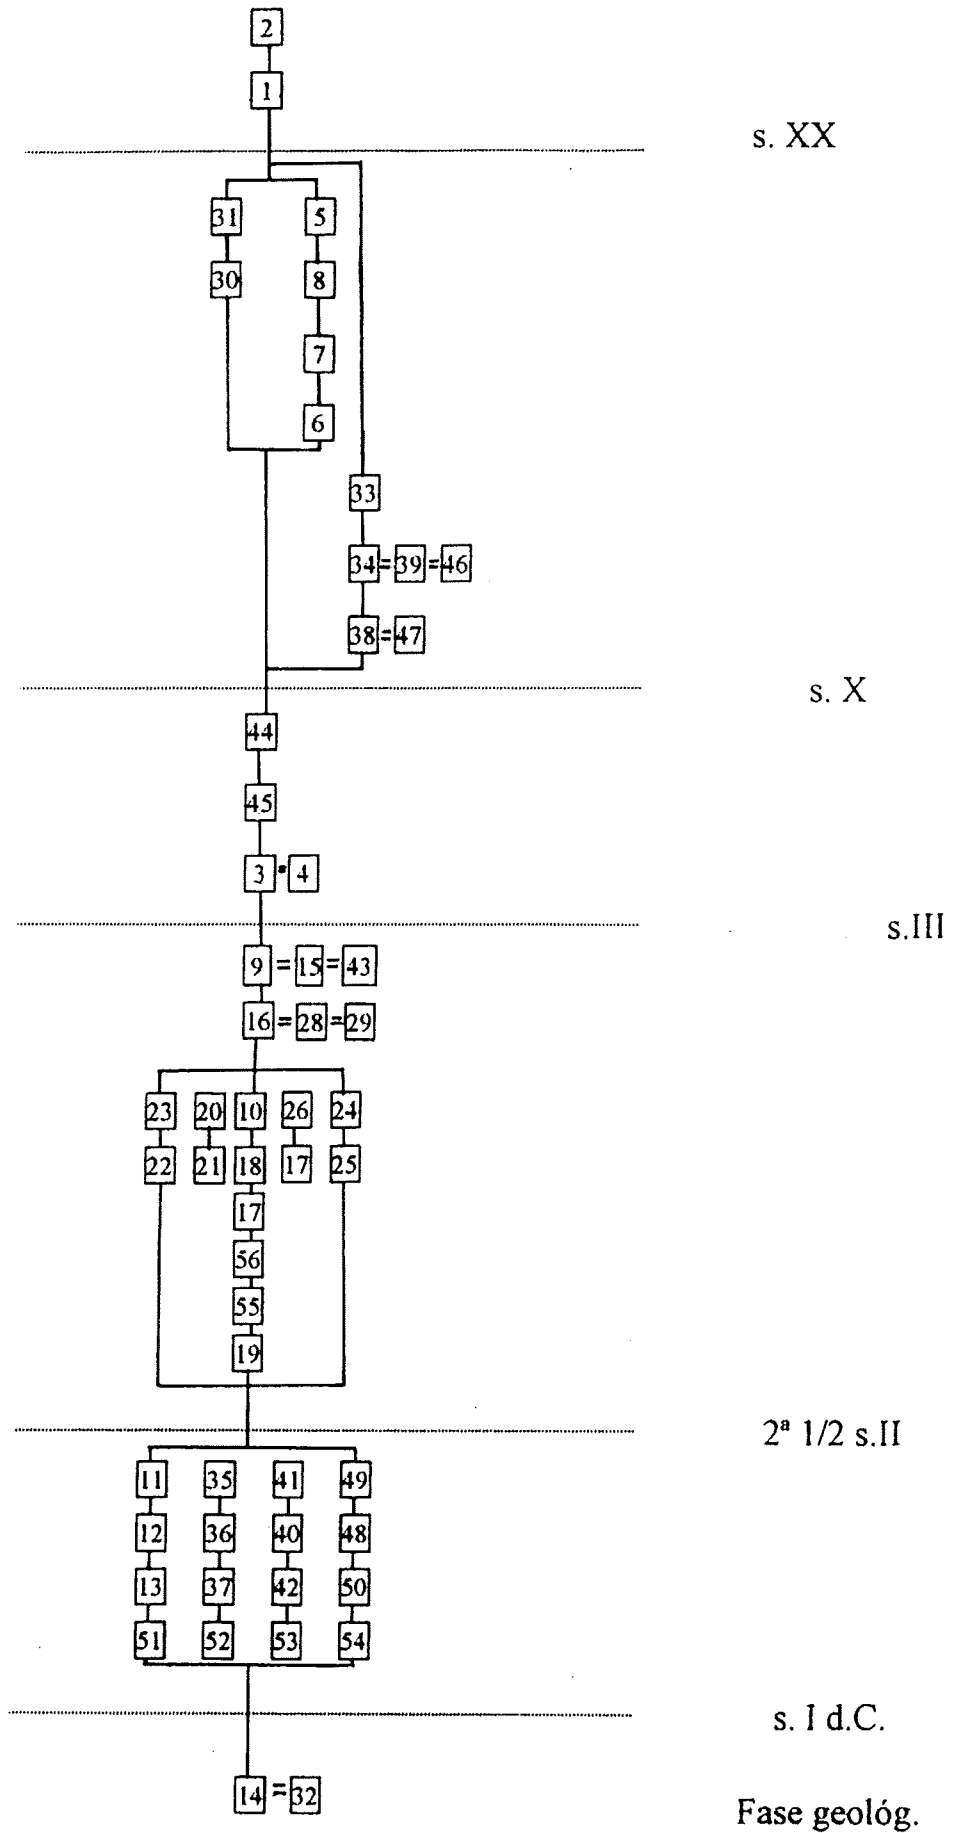 2
1
s. XX
31 5
30 8
7
6
33
34=39=46
38=47
s. X
44
45
3 4
s.III
9 = 15 = 43
16 = 28 = 29
23 20 10 26 24
22 21 18 17 25
17
56
55
19
2ª 1/2 s.II
11 35 41 49
12 36 40 48
13 37 42 50
51 52 53 54
s. I d.C.
14 = 32
Fase geológ.